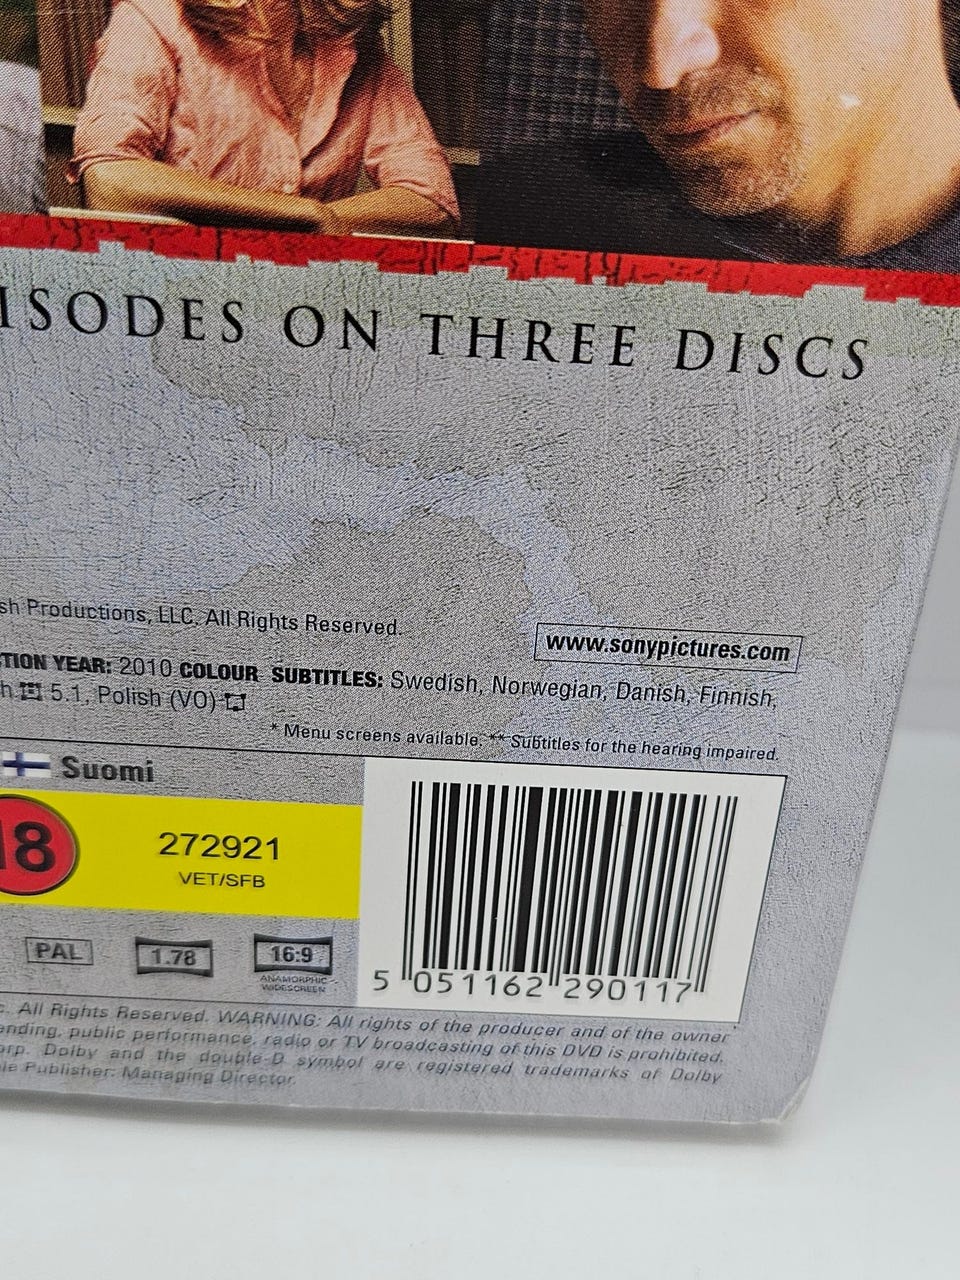 ISODES ON THREE DISCS
sh Productions, LLC. All Rights Reserved.
www.sonypictures.com
TION YEAR: 2010 COLOUR SUBTITLES: Swedish, Norwegian, Danish, Finnish,
h 5.1, Polish (VO)
* Menu screens available. ** Subtitles for the hearing impaired.
Suomi
18
272921
VET/SFB
PAL
1.78
16:9
ANAMORPHIC
WIDESCREEN
5 051162 290117
c. All Rights Reserved. WARNING: All rights of the producer and of the owner
ending, public performance, radio or TV broadcasting of this DVD is prohibited.
orp. Dolby and the double-D symbol are registered trademarks of Dolby
le Publisher: Managing Director.